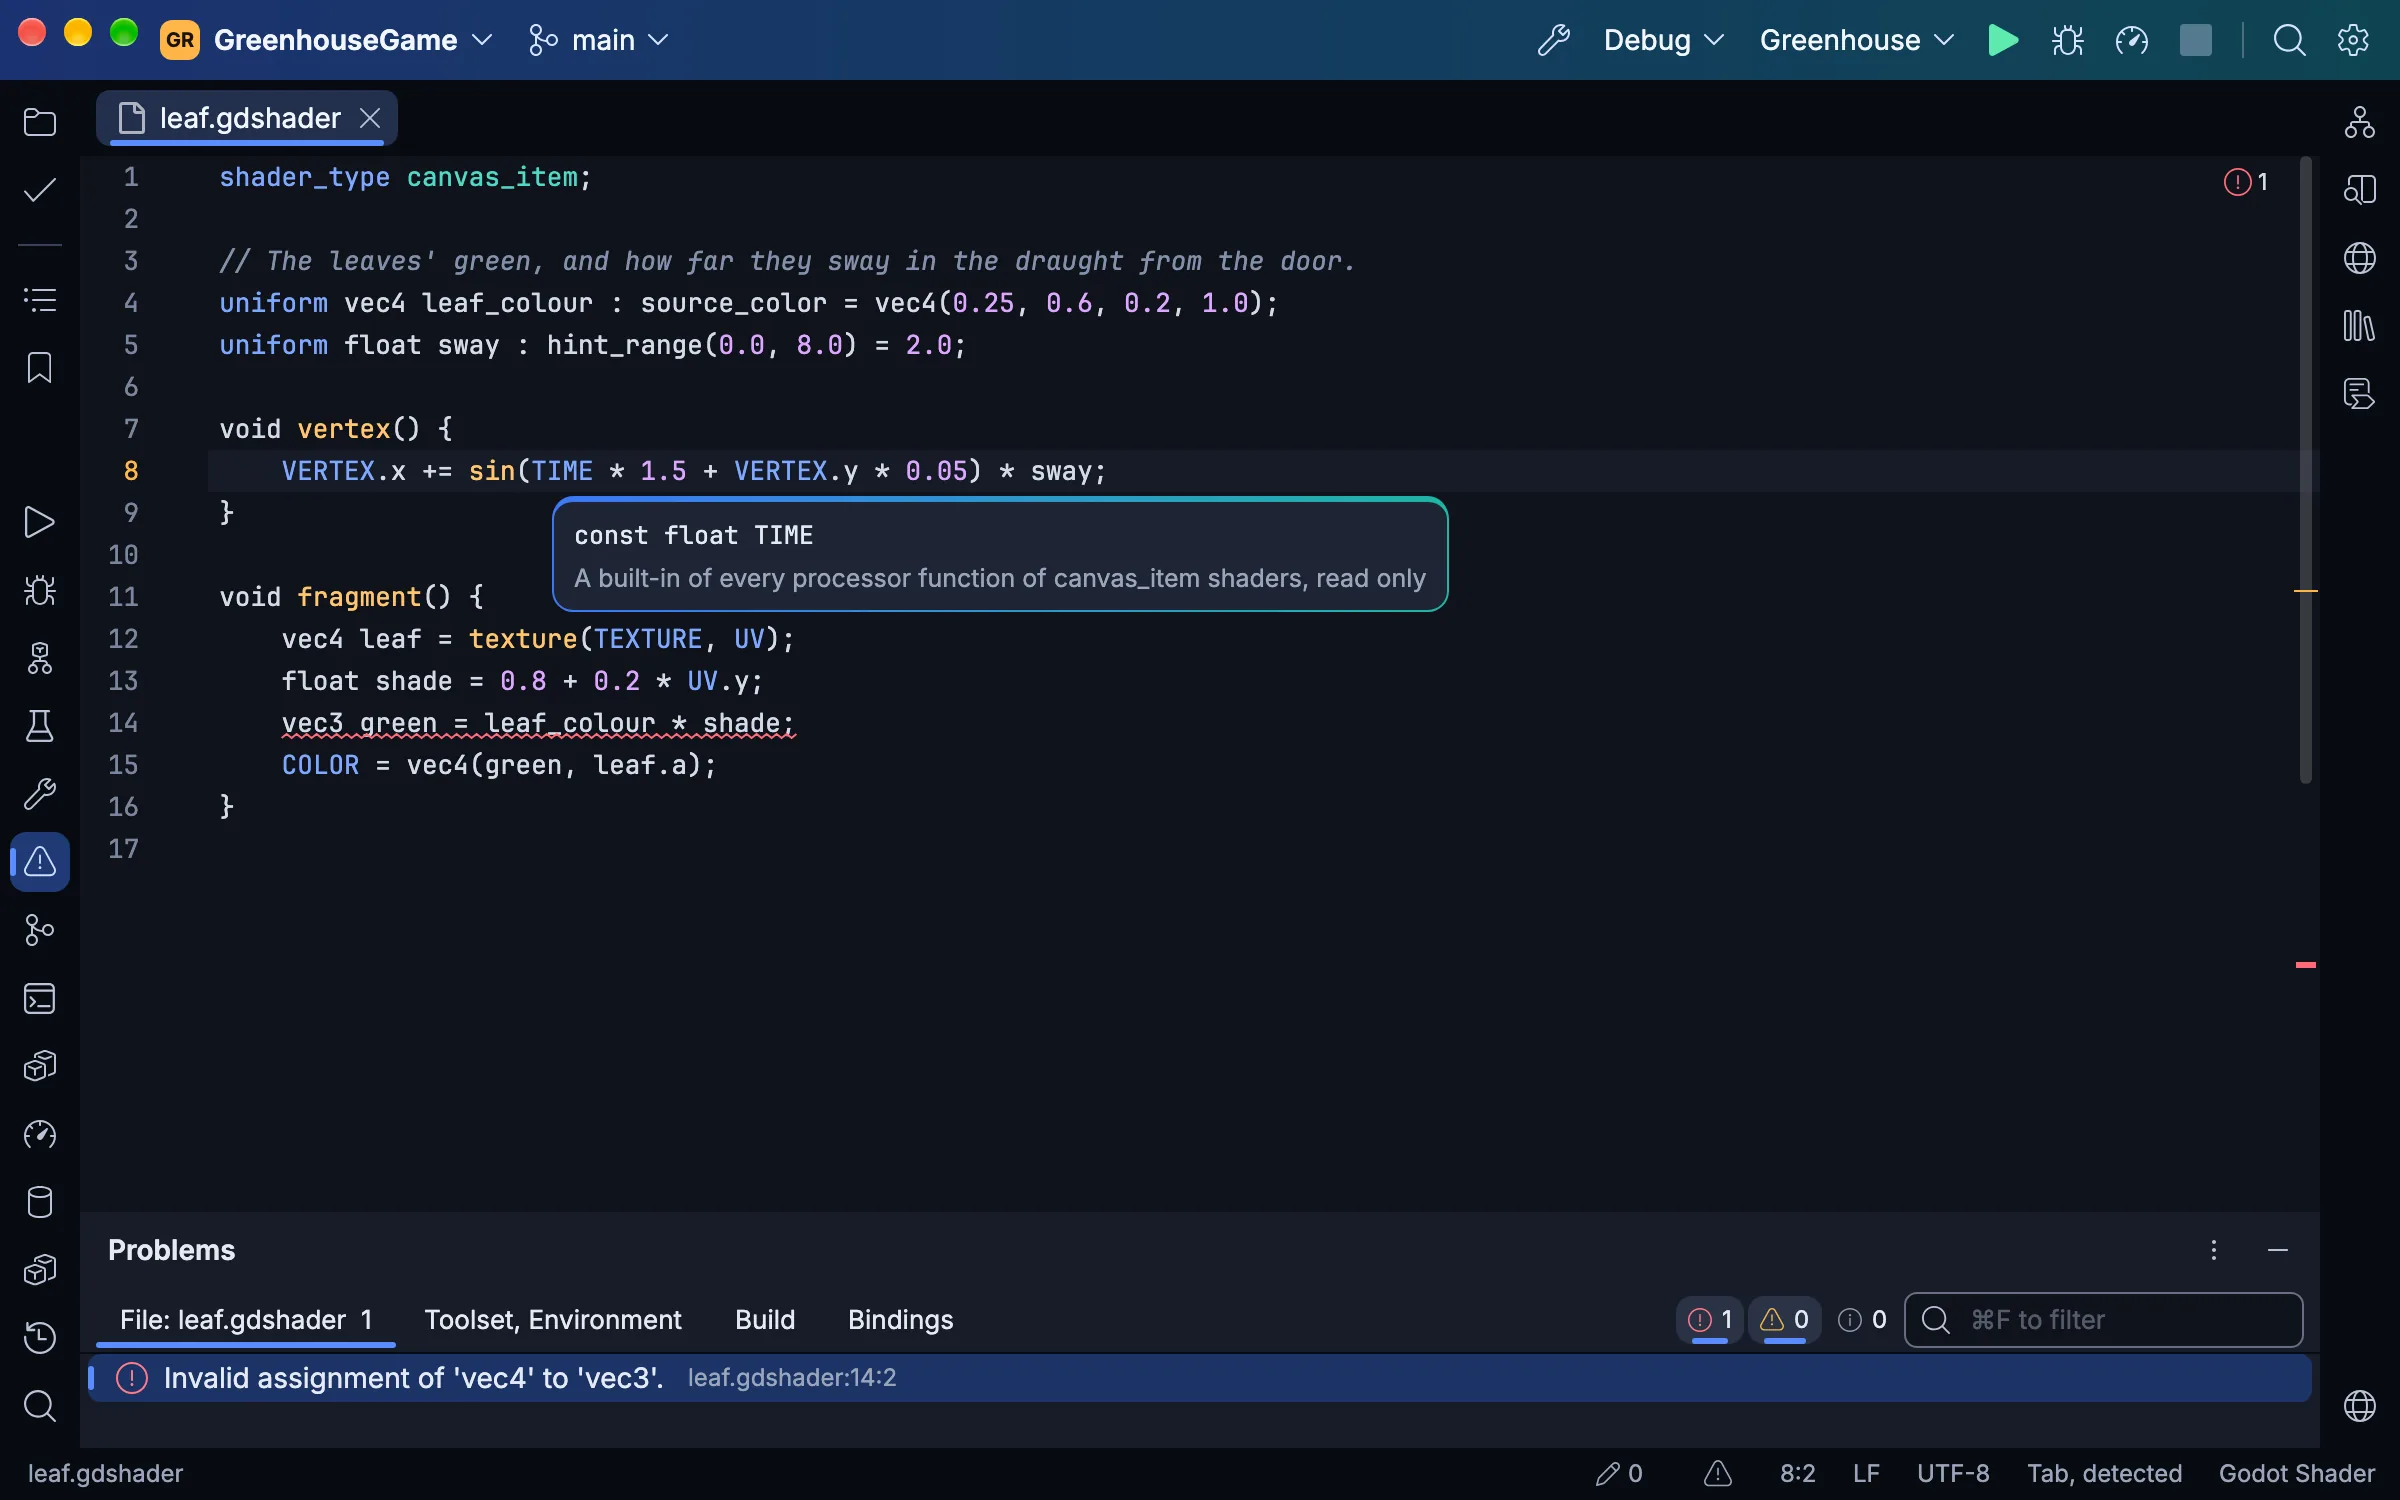 GR GreenhouseGame main Debug Greenhouse
leaf.gdshader
1 shader_type canvas_item;
1
2
3 // The leaves' green, and how far they sway in the draught from the door.
4 uniform vec4 leaf_colour : source_color = vec4(0.25, 0.6, 0.2, 1.0);
5 uniform float sway : hint_range(0.0, 8.0) = 2.0;
6
7 void vertex() {
8 VERTEX.x += sin(TIME * 1.5 + VERTEX.y * 0.05) * sway;
9 }
const float TIME
10
A built-in of every processor function of canvas_item shaders, read only
11 void fragment() {
12 vec4 leaf = texture(TEXTURE, UV);
13 float shade = 0.8 + 0.2 * UV.y;
14 vec3 green = leaf_colour * shade;
15 COLOR = vec4(green, leaf.a);
16 }
17
Problems
File: leaf.gdshader 1 Toolset, Environment Build Bindings 1 0 0 ⌘F to filter
Invalid assignment of 'vec4' to 'vec3'. leaf.gdshader:14:2
leaf.gdshader 0 8:2 LF UTF-8 Tab, detected Godot Shader